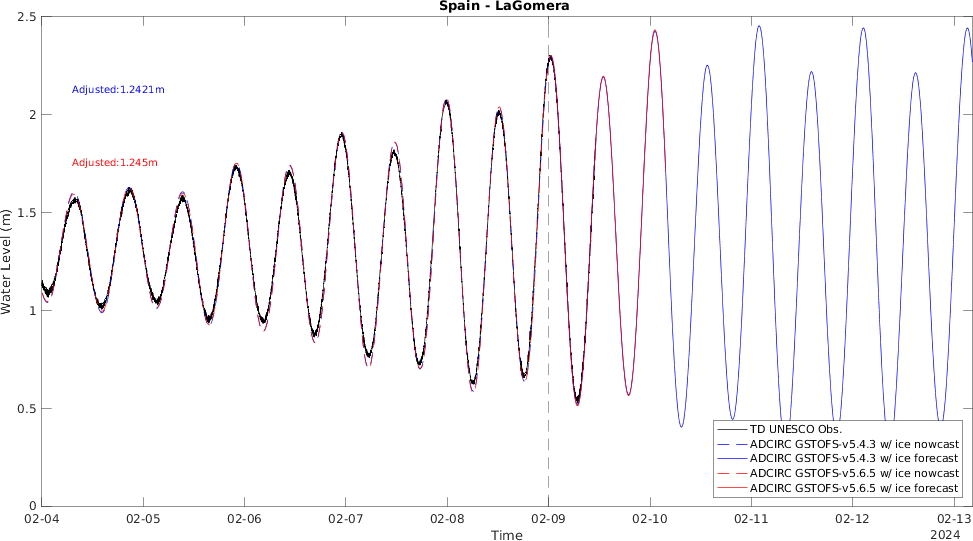 Spain - LaGomera
2.5
2
1.5
1
0.5
0
Water Level (m)
Adjusted:1.2421m
Adjusted:1.245m
TD UNESCO Obs.
ADCIRC GSTOFS-v5.4.3 w/ ice nowcast
ADCIRC GSTOFS-v5.4.3 w/ ice forecast
ADCIRC GSTOFS-v5.6.5 w/ ice nowcast
ADCIRC GSTOFS-v5.6.5 w/ ice forecast
02-04 02-05 02-06 02-07 02-08 02-09 02-10 02-11 02-12 02-13
2024
Time